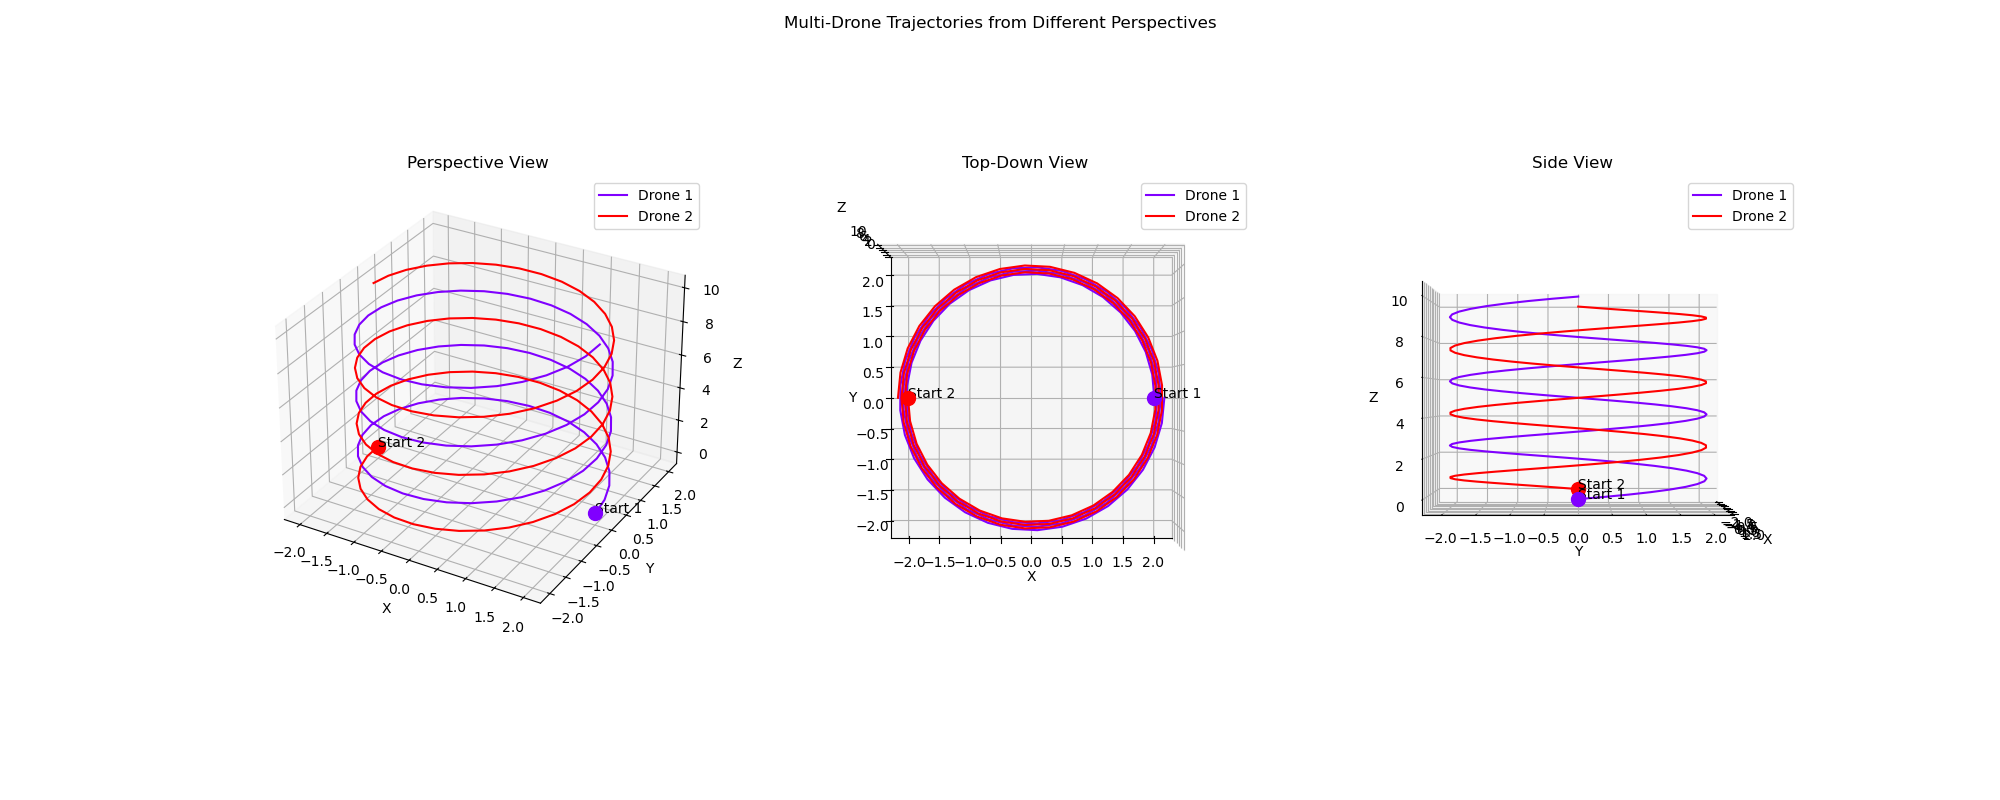 Multi-Drone Trajectories from Different Perspectives
Perspective View
Drone 1
Drone 2
Start 2
Start 1
−2.0
−1.5
−1.0
−0.5
0.0
0.5
1.0
1.5
2.0
X
−2.0
−1.5
−1.0
−0.5
0.0
0.5
1.0
1.5
2.0
Y
0
2
4
6
8
10
Z
Top-Down View
Drone 1
Drone 2
Z
10
0
2.0
1.5
1.0
0.5
0.0
−0.5
−1.0
−1.5
−2.0
Y
Start 2
Start 1
−2.0
−1.5
−1.0
−0.5
0.0
0.5
1.0
1.5
2.0
X
Side View
Drone 1
Drone 2
10
8
6
4
2
0
Z
Start 2
Start 1
−2.0
−1.5
−1.0
−0.5
0.0
0.5
1.0
1.5
2.0
Y
X